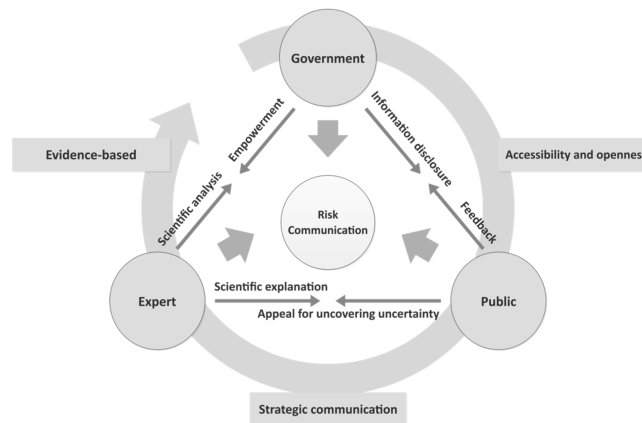 Government
Empowerment
Information disclosure
Evidence-based
Accessibility and opennes
Scientific analysis
Feedback
Risk
Communication
Expert
Scientific explanation
Appeal for uncovering uncertainty
Public
Strategic communication